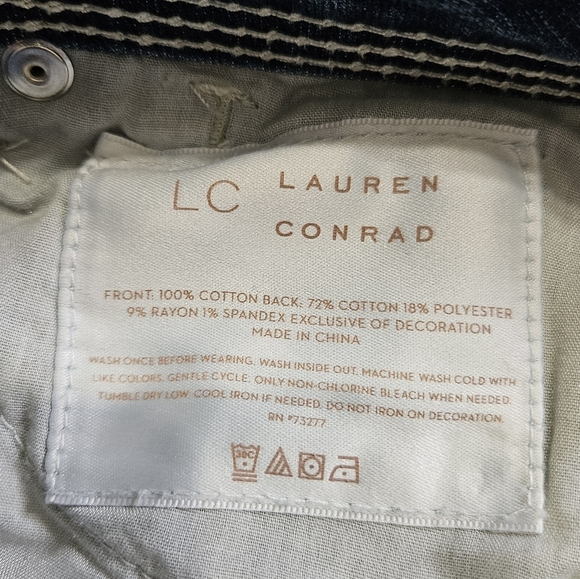 LC LAUREN
CONRAD
FRONT: 100% COTTON BACK: 72% COTTON 18% POLYESTER
9% RAYON 1% SPANDEX EXCLUSIVE OF DECORATION
MADE IN CHINA
WASH ONCE BEFORE WEARING. WASH INSIDE OUT. MACHINE WASH COLD WITH
LIKE COLORS. GENTLE CYCLE. ONLY NON-CHLORINE BLEACH WHEN NEEDED.
TUMBLE DRY LOW. COOL IRON IF NEEDED. DO NOT IRON ON DECORATION.
RN #73277
30C